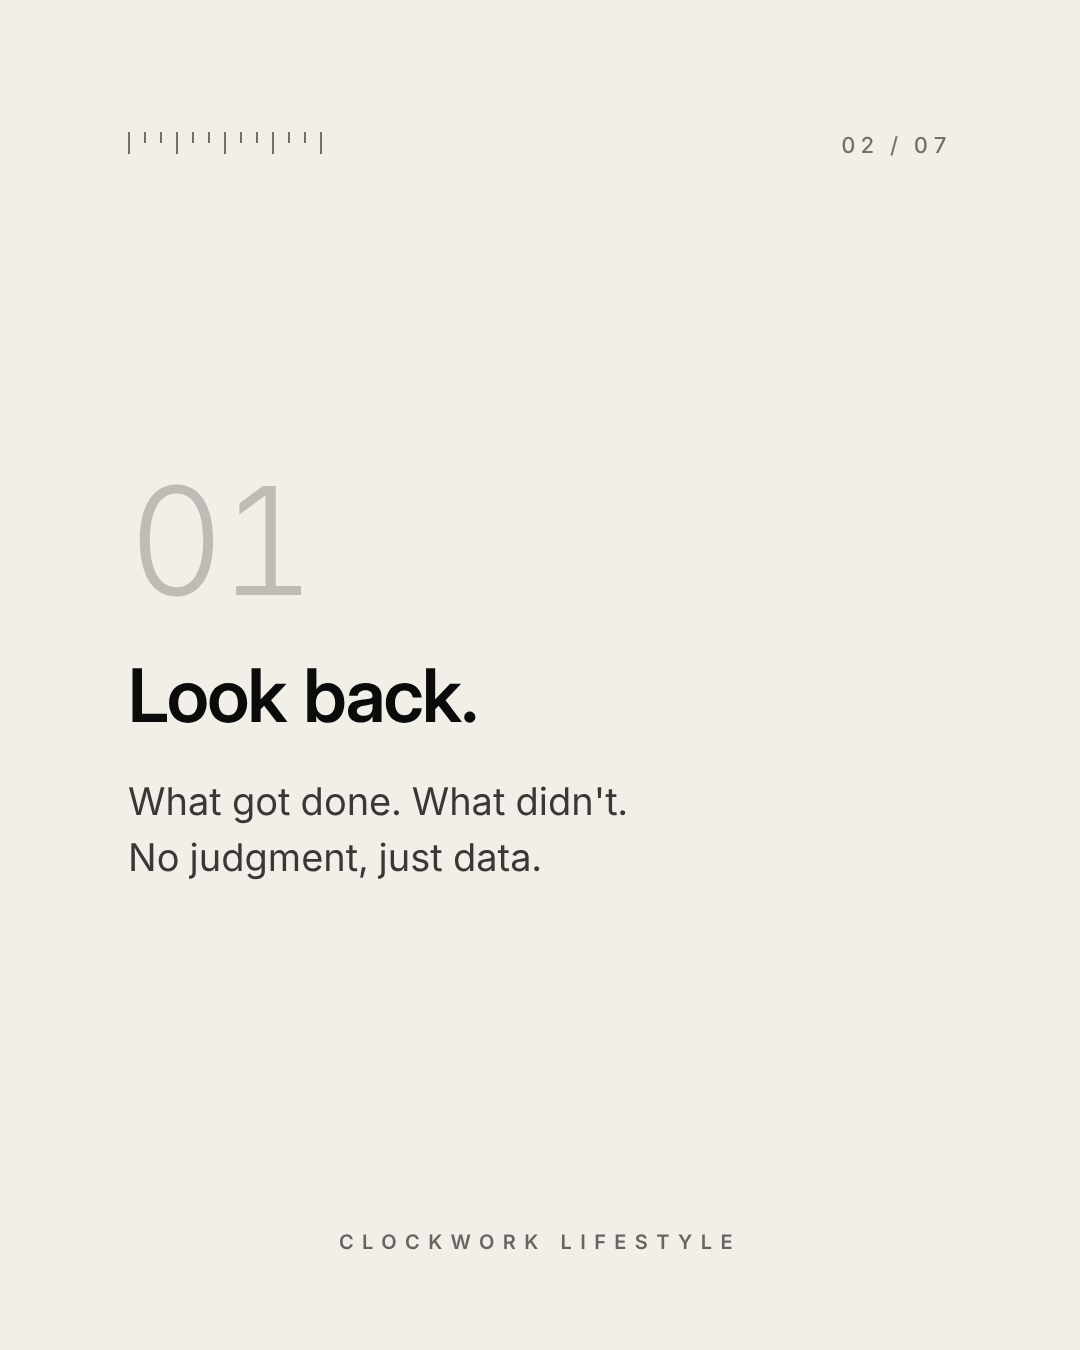 02 / 07
01
Look back.
What got done. What didn't.
No judgment, just data.
CLOCKWORK LIFESTYLE